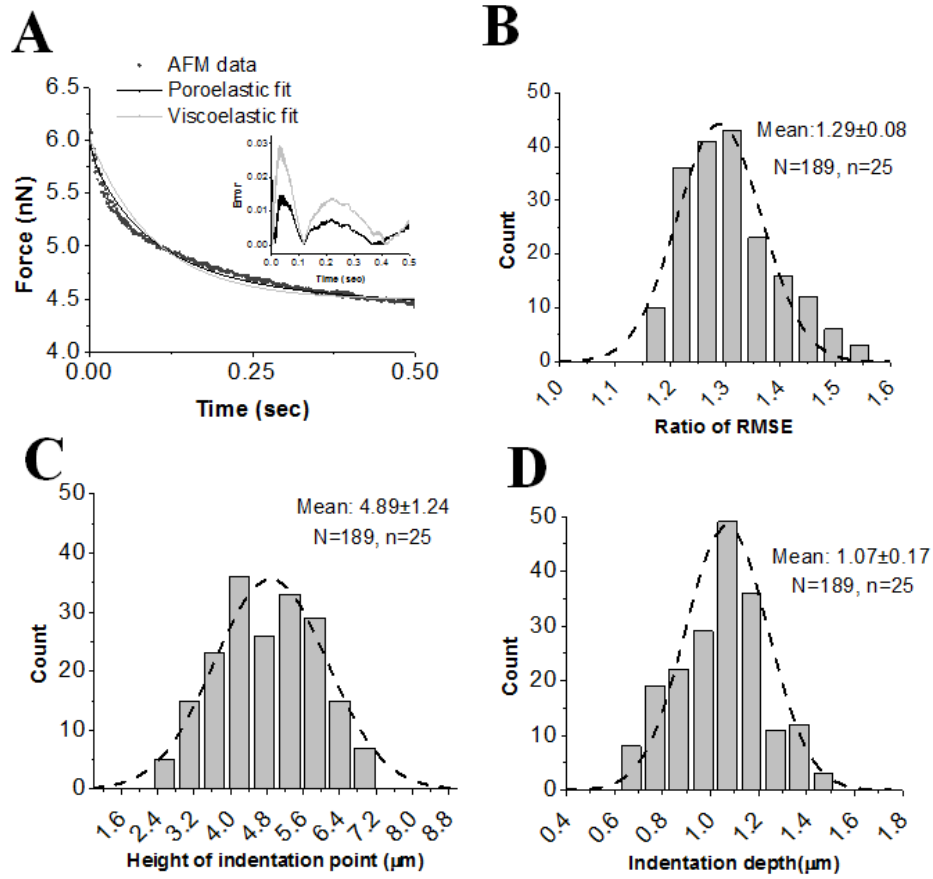 A
AFM data
Poroelastic fit
Viscoelastic fit
6.5
6.0
5.5
5.0
4.5
4.0
Force (nN)
0.00
0.25
0.50
Time (sec)
0.03
0.02
0.01
0.00
Error
0.0
0.1
0.2
0.3
0.4
0.5
Time (sec)
B
50
40
30
20
10
0
Count
Mean:1.29±0.08
N=189, n=25
1.0
1.1
1.2
1.3
1.4
1.5
1.6
Ratio of RMSE
C
50
40
30
20
10
0
Count
Mean: 4.89±1.24
N=189, n=25
1.6
2.4
3.2
4.0
4.8
5.6
6.4
7.2
8.0
8.8
Height of indentation point (μm)
D
50
40
30
20
10
0
Count
Mean: 1.07±0.17
N=189, n=25
0.4
0.6
0.8
1.0
1.2
1.4
1.6
1.8
Indentation depth(μm)